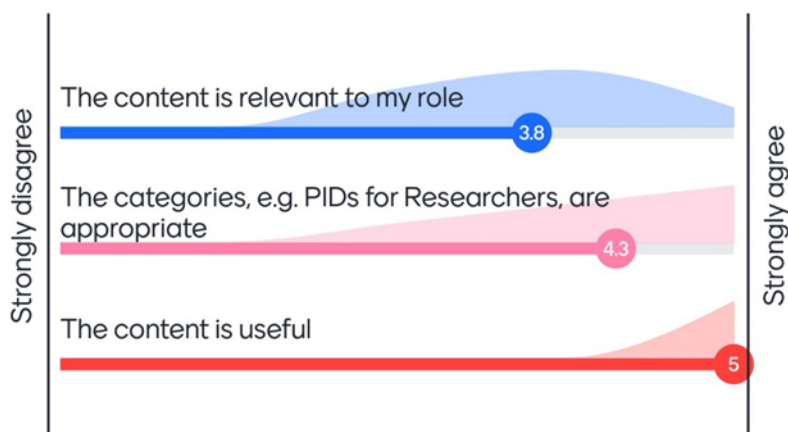 Strongly disagree
The content is relevant to my role
3.8
The categories, e.g. PIDs for Researchers, are
appropriate
4.3
The content is useful
5
Strongly agree